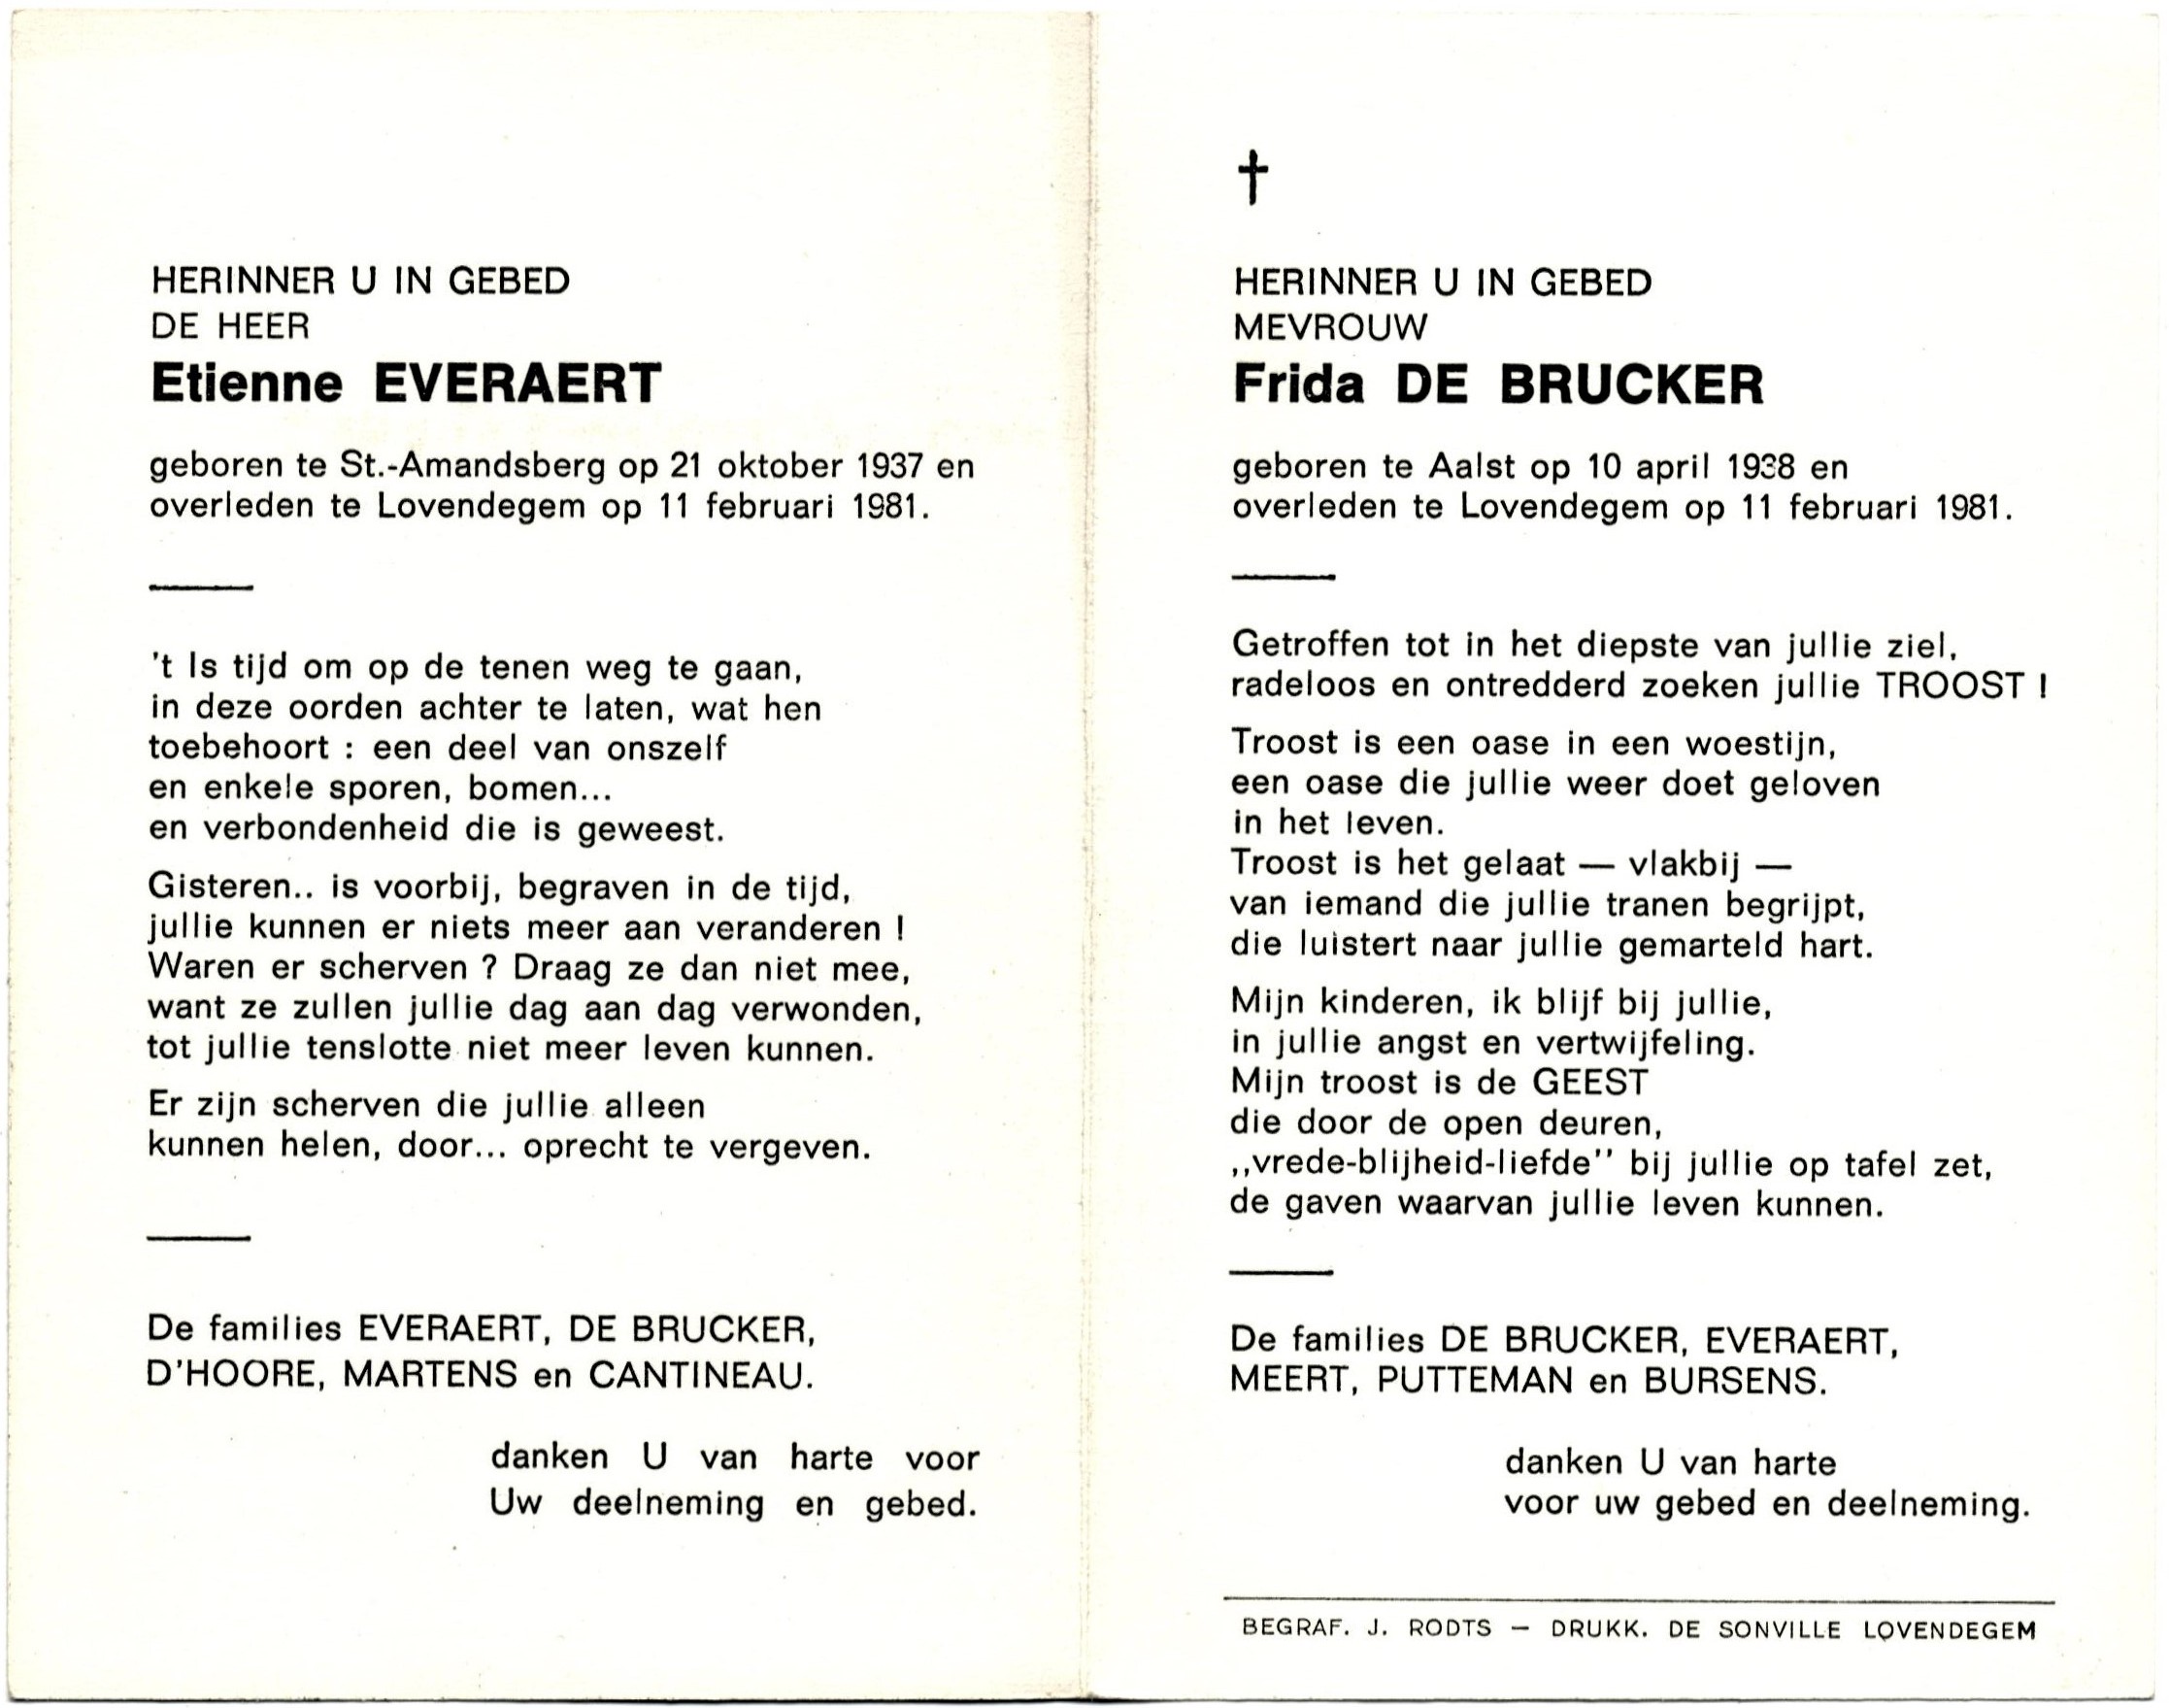 HERINNER U IN GEBED
DE HEER
Etienne EVERAERT
geboren te St.-Amandsberg op 21 oktober 1937 en
overleden te Lovendegem op 11 februari 1981.
't Is tijd om op de tenen weg te gaan,
in deze oorden achter te laten, wat hen
toebehoort : een deel van onszelf
en enkele sporen, bomen...
en verbondenheid die is geweest.
Gisteren.. is voorbij, begraven in de tijd,
jullie kunnen er niets meer aan veranderen !
Waren er scherven ? Draag ze dan niet mee,
want ze zullen jullie dag aan dag verwonden,
tot jullie tenslotte niet meer leven kunnen.
Er zijn scherven die jullie alleen
kunnen helen, door... oprecht te vergeven.
De families EVERAERT, DE BRUCKER,
D'HOORE, MARTENS en CANTINEAU.
danken U van harte voor
Uw deelneming en gebed.
†
HERINNER U IN GEBED
MEVROUW
Frida DE BRUCKER
geboren te Aalst op 10 april 1938 en
overleden te Lovendegem op 11 februari 1981.
Getroffen tot in het diepste van jullie ziel,
radeloos en ontredderd zoeken jullie TROOST !
Troost is een oase in een woestijn,
een oase die jullie weer doet geloven
in het leven.
Troost is het gelaat — vlakbij —
van iemand die jullie tranen begrijpt,
die luistert naar jullie gemarteld hart.
Mijn kinderen, ik blijf bij jullie,
in jullie angst en vertwijfeling.
Mijn troost is de GEEST
die door de open deuren,
,,vrede-blijheid-liefde'' bij jullie op tafel zet,
de gaven waarvan jullie leven kunnen.
De families DE BRUCKER, EVERAERT,
MEERT, PUTTEMAN en BURSENS.
danken U van harte
voor uw gebed en deelneming.
BEGRAF. J. RODTS — DRUKK. DE SONVILLE LOVENDEGEM